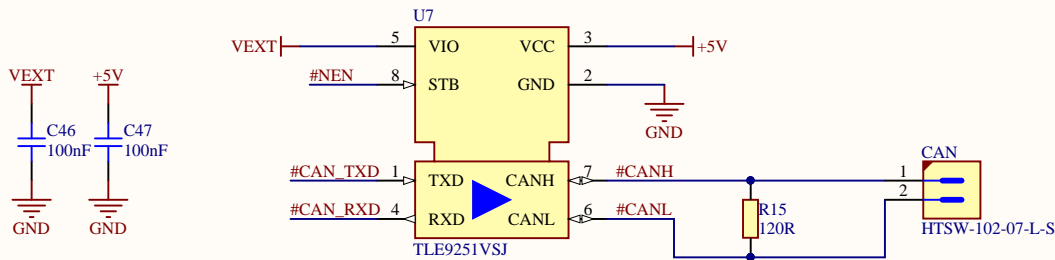 U7
VEXT
5
VIO
VCC
3
+5V
#NEN
8
STB
GND
2
GND
VEXT
+5V
C46
100nF
C47
100nF
GND
GND
#CAN_TXD
1
TXD
CANH
7
#CANH
#CAN_RXD
4
RXD
CANL
6
#CANL
TLE9251VSJ
R15
120R
CAN
1
2
HTSW-102-07-L-S